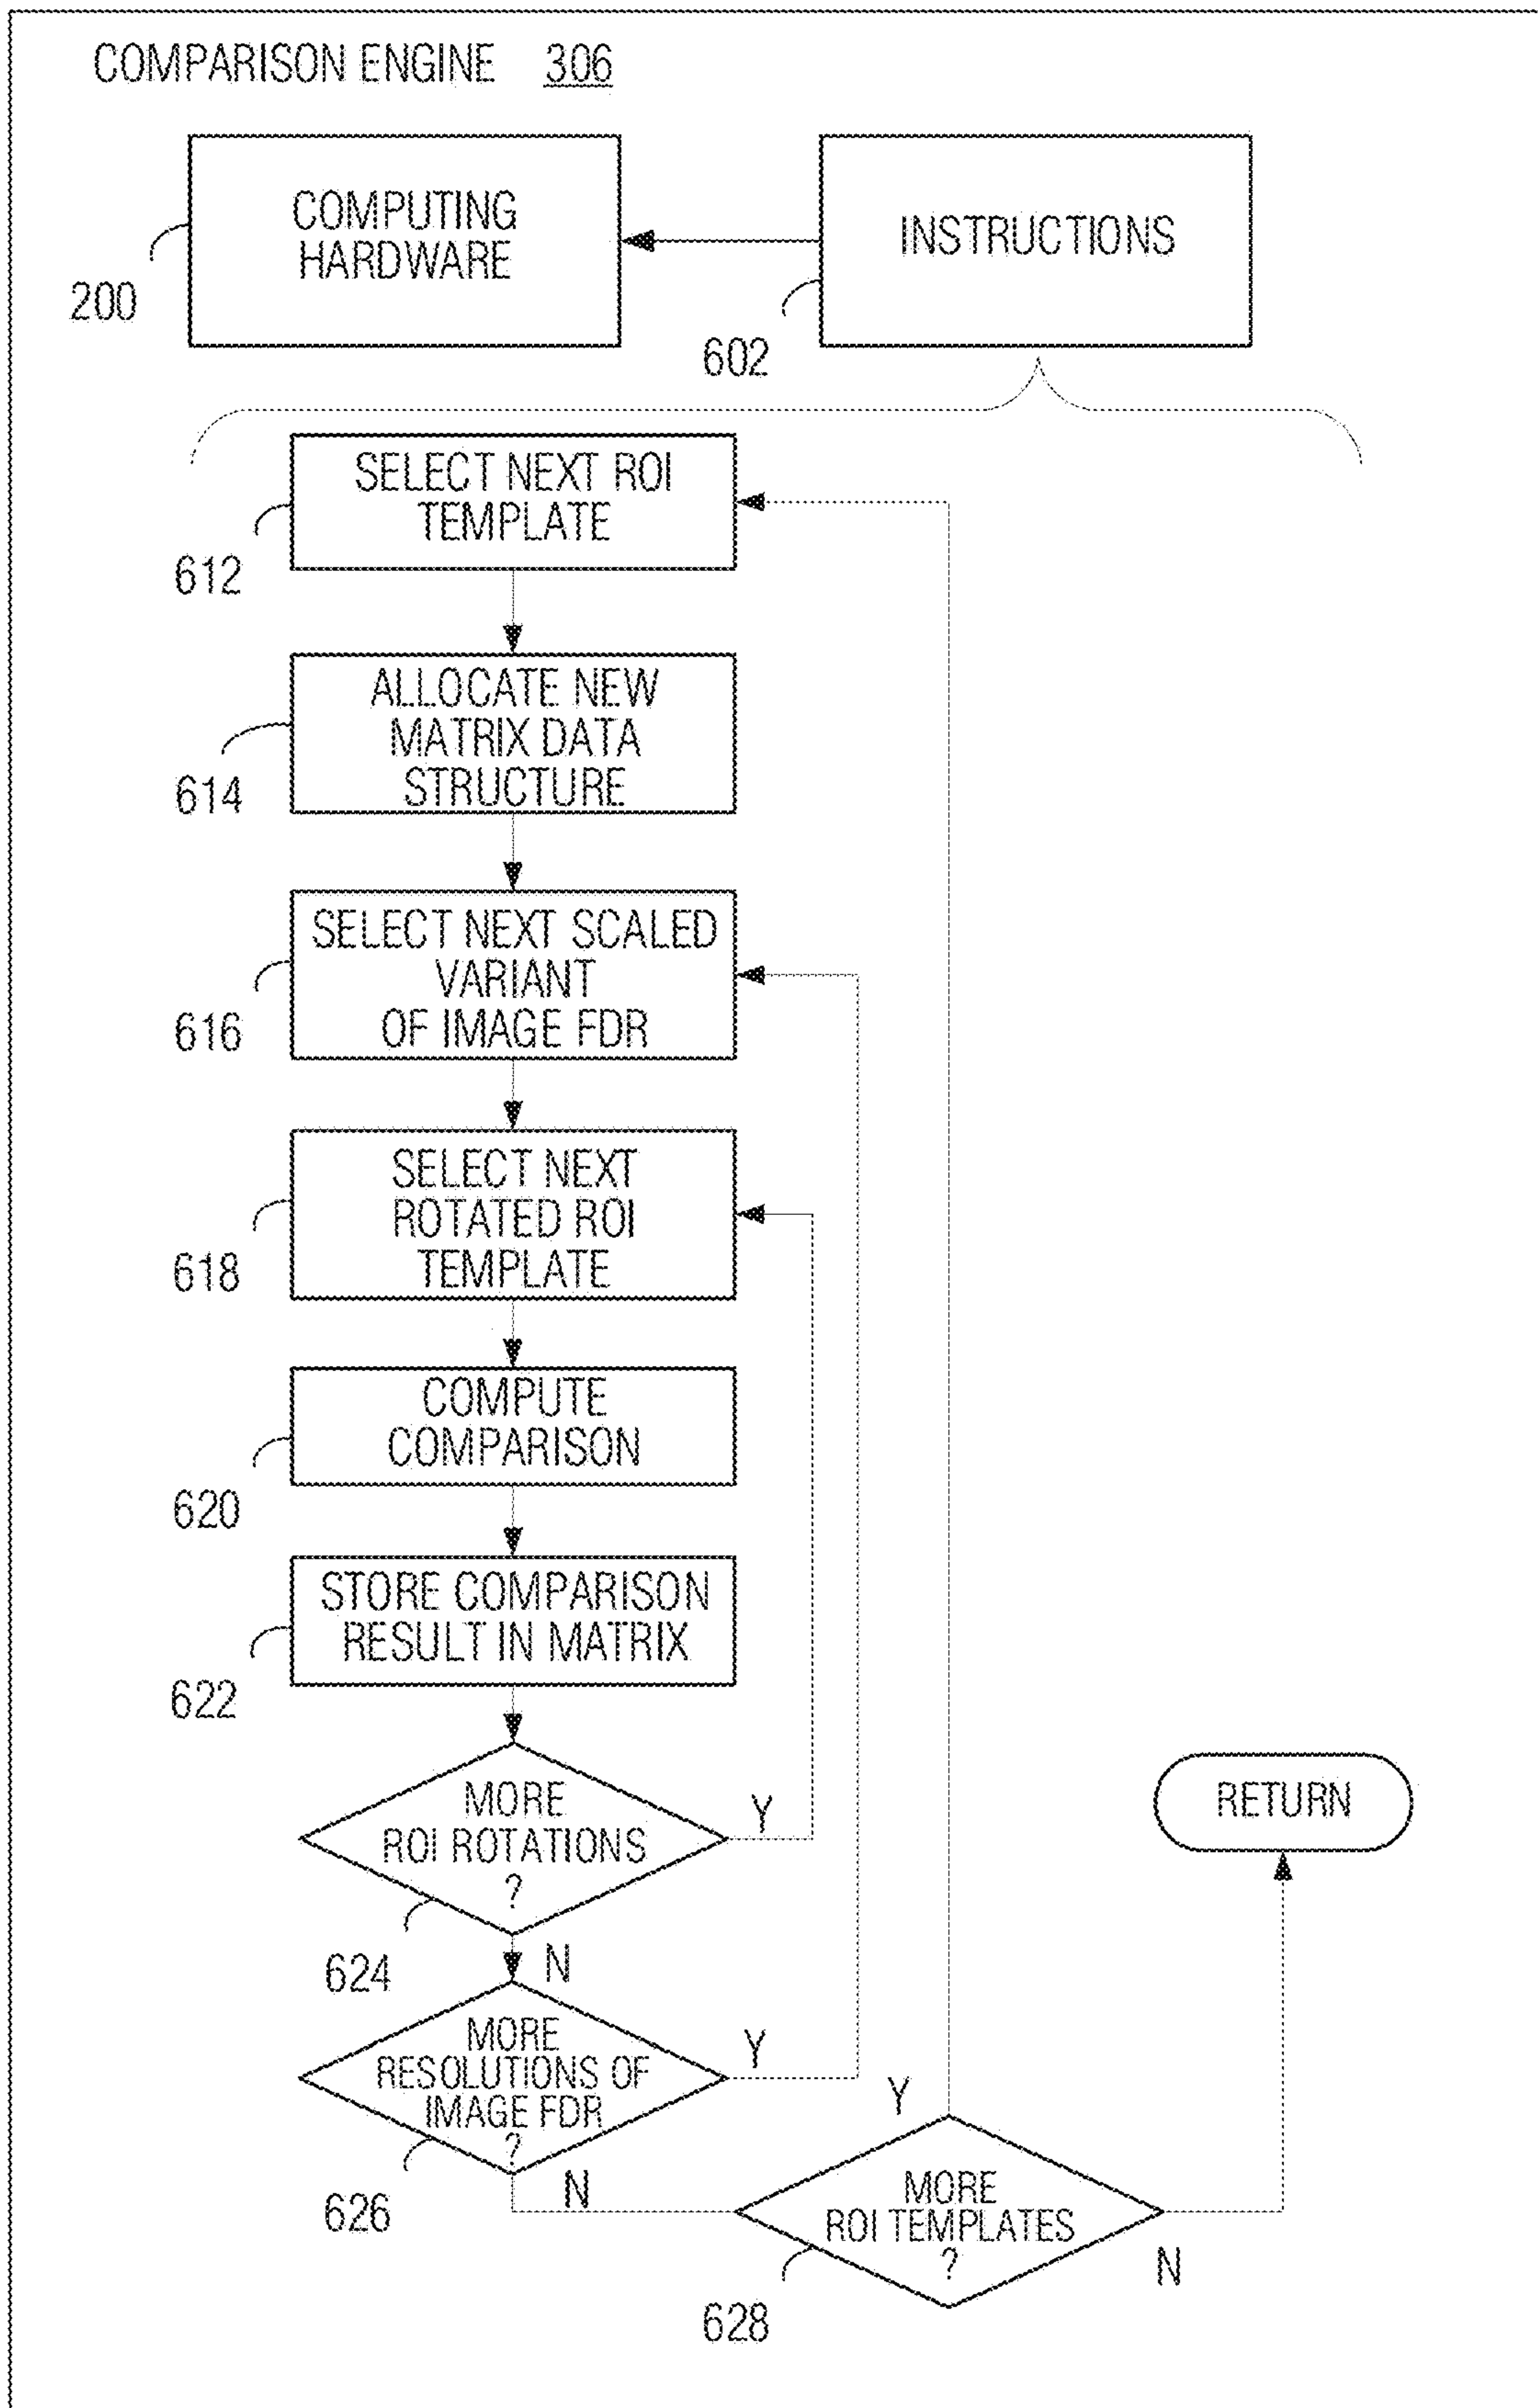 COMPARISON ENGINE 306
COMPUTING
HARDWARE
200
INSTRUCTIONS
602
SELECT NEXT ROI
TEMPLATE
612
ALLOCATE NEW
MATRIX DATA
STRUCTURE
614
SELECT NEXT SCALED
VARIANT
OF IMAGE FDR
616
SELECT NEXT
ROTATED ROI
TEMPLATE
618
COMPUTE
COMPARISON
620
STORE COMPARISON
RESULT IN MATRIX
622
MORE
ROI ROTATIONS
?
Y
624
N
MORE
RESOLUTIONS OF
IMAGE FDR
?
Y
626
N
MORE
ROI TEMPLATES
?
Y
N
628
RETURN